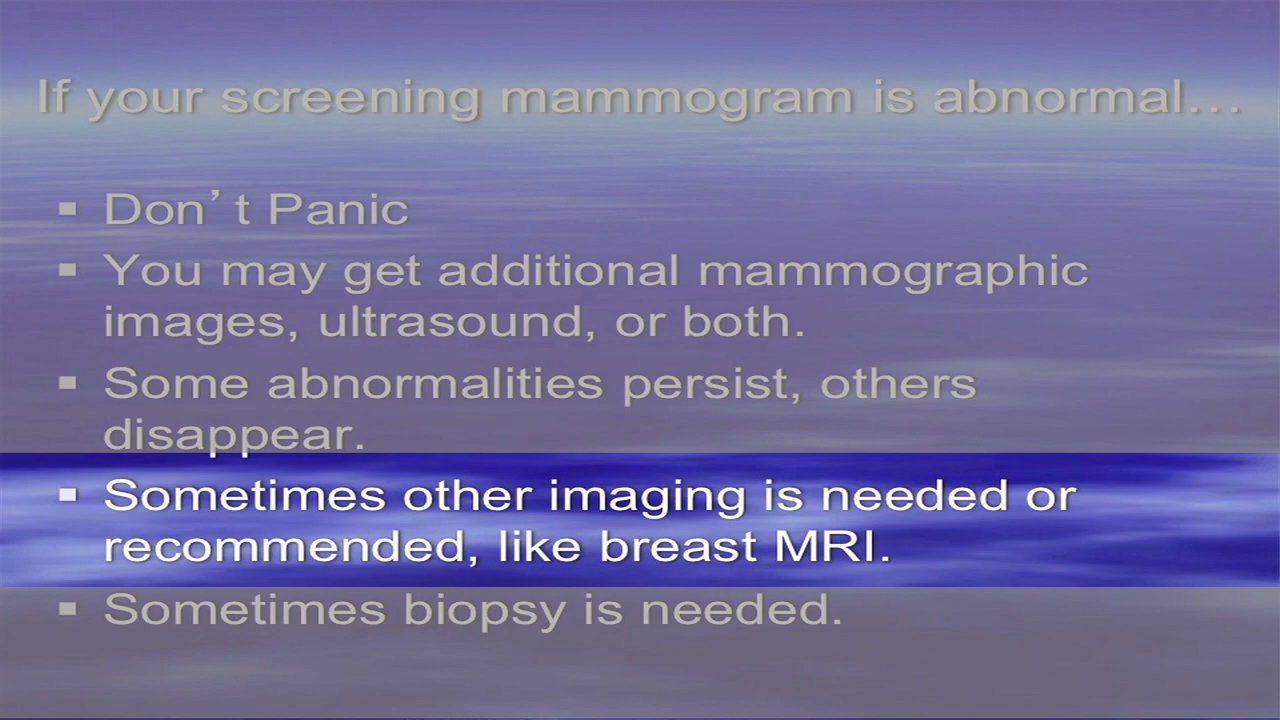 If your screening mammogram is abnormal…
▪ Don’t Panic
▪ You may get additional mammographic
images, ultrasound, or both.
▪ Some abnormalities persist, others
disappear.
▪ Sometimes other imaging is needed or
recommended, like breast MRI.
▪ Sometimes biopsy is needed.